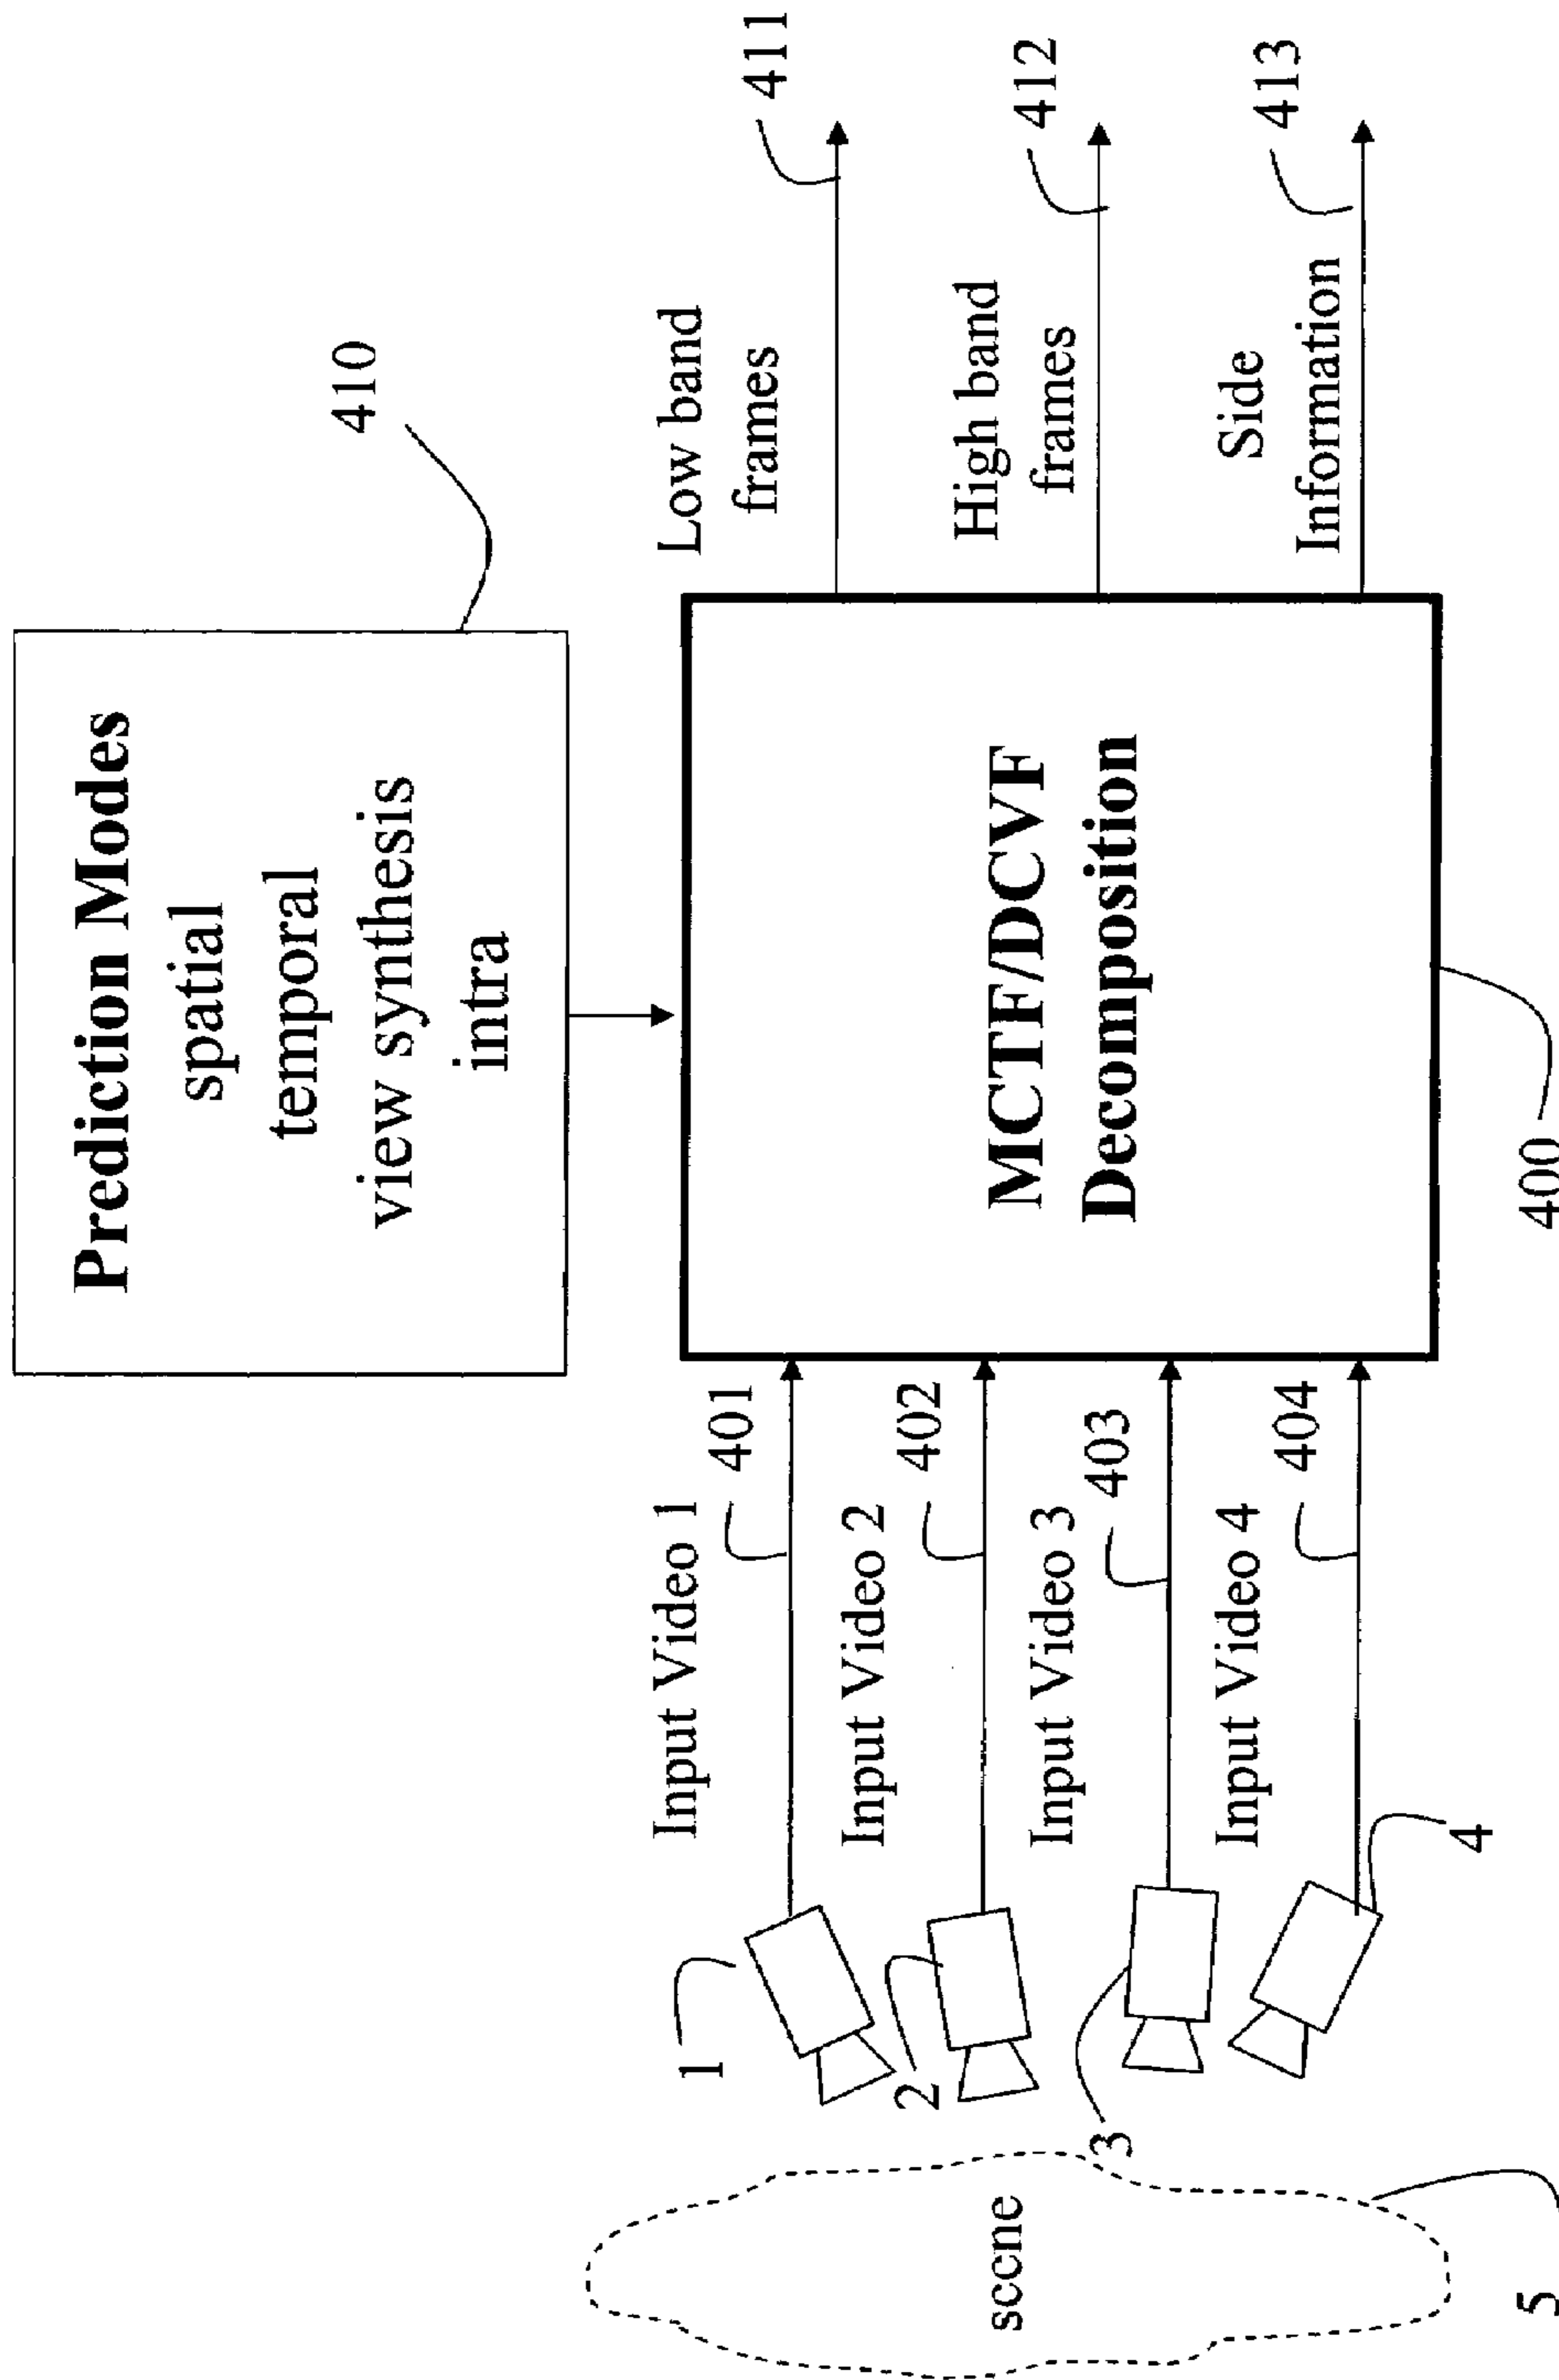 Prediction Modes
spatial
temporal
view synthesis
intra
410
Input Video 1
401
Input Video 2
402
Input Video 3
403
Input Video 4
404
1
2
3
4
scene
5
MCTF/DCVF
Decomposition
400
Low band
frames
411
High band
frames
412
Side
Information
413